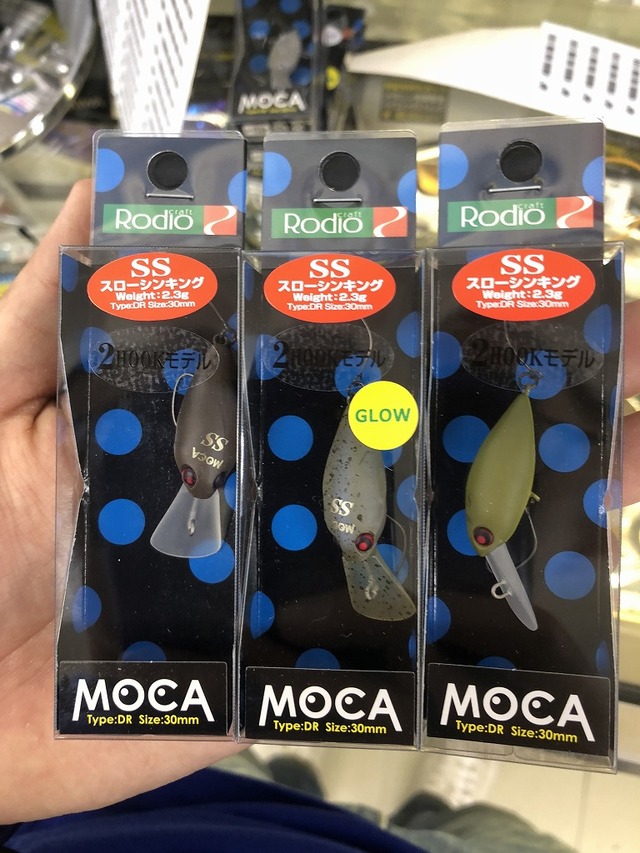 MOCA
Rodio craft
SS
スローシンキング
Weight:2.3g
Type:DR Size:30mm
2HOOKモデル
MOCA
SS
MOCA
Type:DR Size:30mm
Rodio craft
SS
スローシンキング
Weight:2.3g
Type:DR Size:30mm
2HOOKモデル
GLOW
SS
MOCA
MOCA
Type:DR Size:30mm
Rodio craft
SS
スローシンキング
Weight:2.3g
Type:DR Size:30mm
2HOOKモデル
MOCA
Type:DR Size:30mm